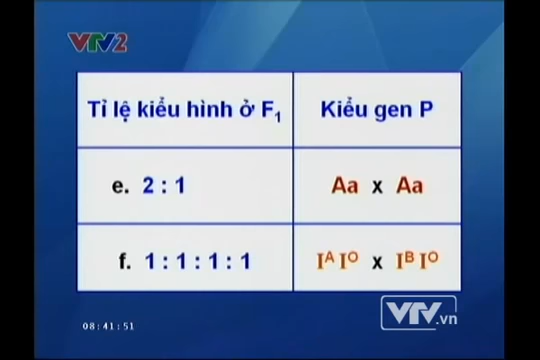 VTV2
Tỉ lệ kiểu hình ở F₁ Kiểu gen P
e. 2 : 1 Aa x Aa
f. 1 : 1 : 1 : 1 Iᴬ Iᴼ x Iᴮ Iᴼ
08:41:51 VTV.vn